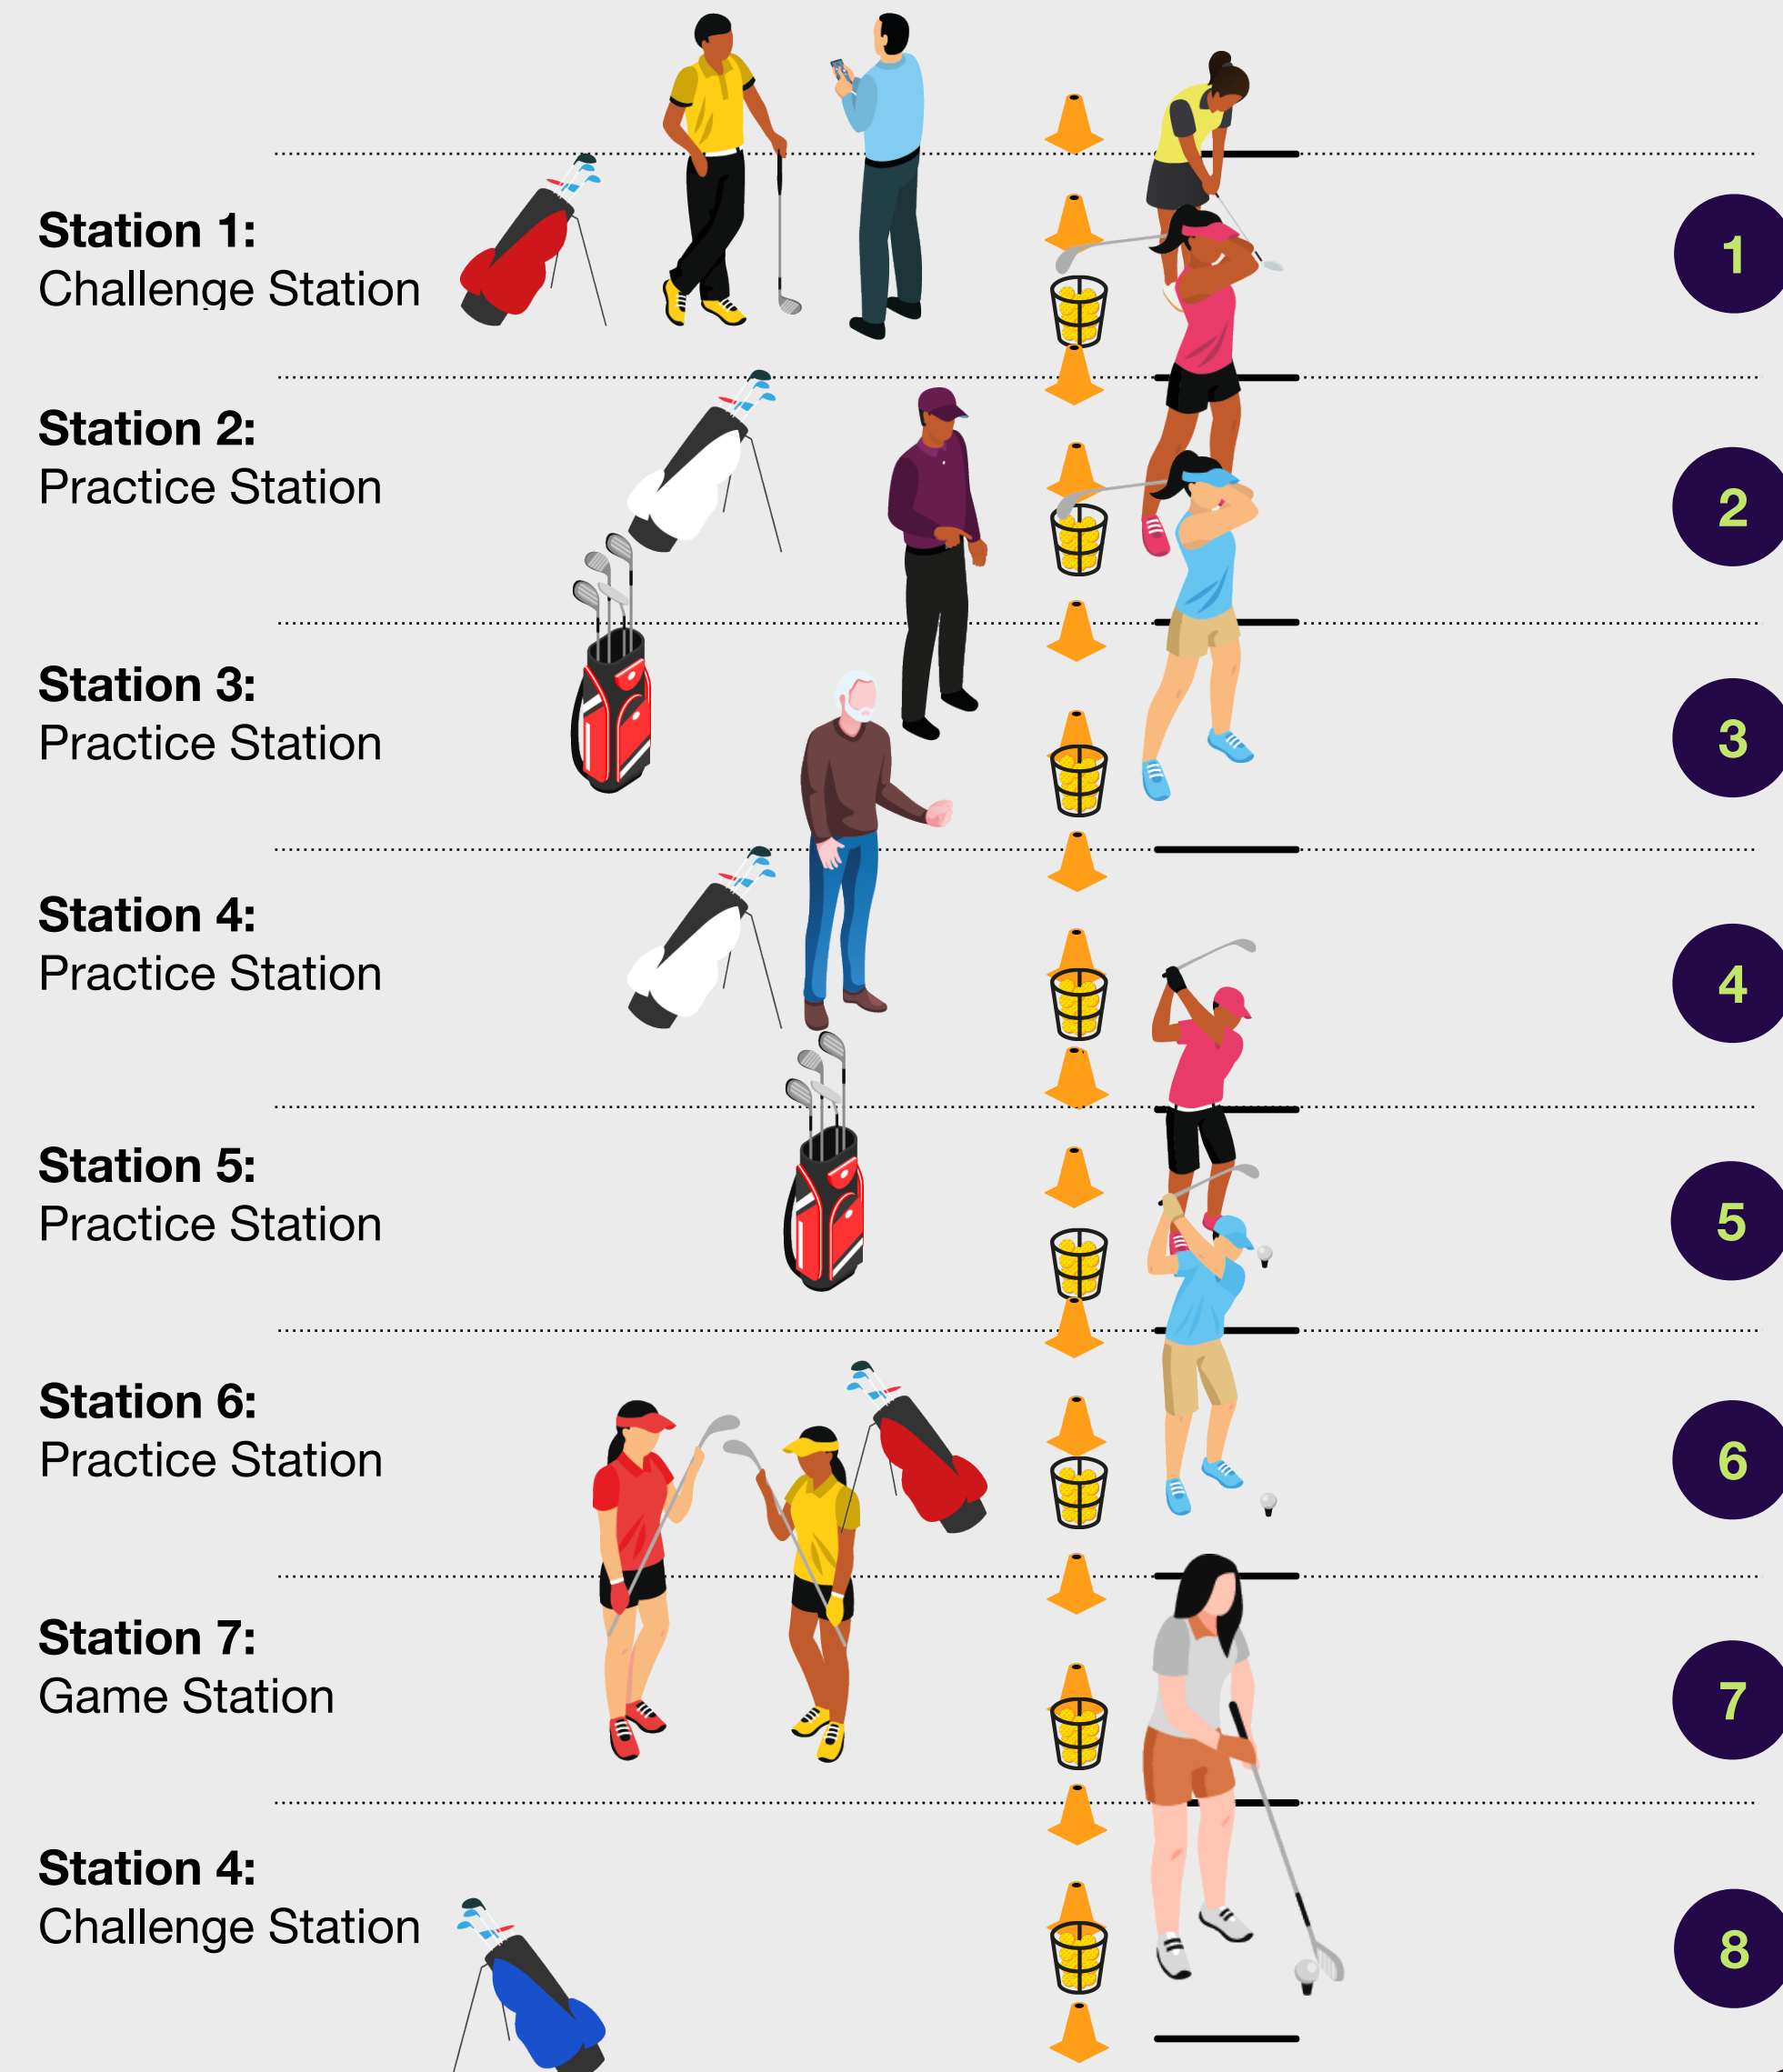 Station 1:
Challenge Station
1
Station 2:
Practice Station
2
Station 3:
Practice Station
3
Station 4:
Practice Station
4
Station 5:
Practice Station
5
Station 6:
Practice Station
6
Station 7:
Game Station
7
Station 4:
Challenge Station
8